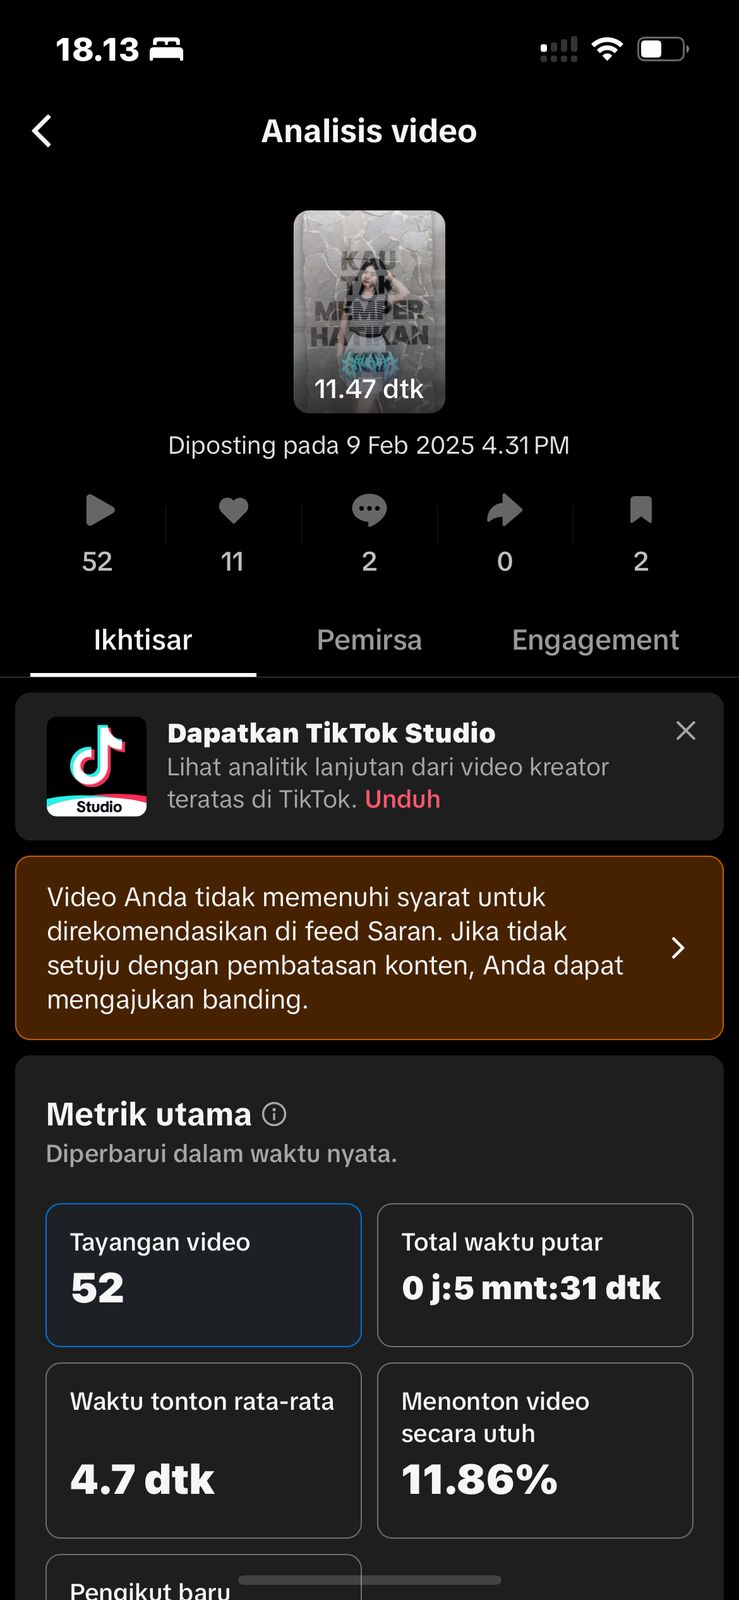 18.13
Analisis video
KAU
TAK
MEMPER
HATIKAN
11.47 dtk
Diposting pada 9 Feb 2025 4.31 PM
52
11
2
0
2
Ikhtisar
Pemirsa
Engagement
Dapatkan TikTok Studio
Lihat analitik lanjutan dari video kreator
teratas di TikTok. Unduh
Studio
Video Anda tidak memenuhi syarat untuk
direkomendasikan di feed Saran. Jika tidak
setuju dengan pembatasan konten, Anda dapat
mengajukan banding.
Metrik utama
Diperbarui dalam waktu nyata.
Tayangan video
52
Total waktu putar
0 j:5 mnt:31 dtk
Waktu tonton rata-rata
4.7 dtk
Menonton video
secara utuh
11.86%
Pengikut baru